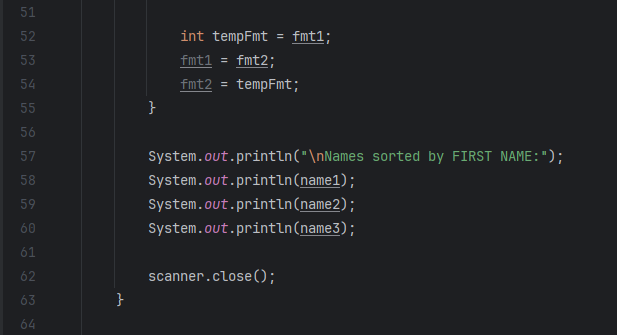 51
52 int tempFmt = fmt1;
53 fmt1 = fmt2;
54 fmt2 = tempFmt;
55 }
56
57 System.out.println("\nNames sorted by FIRST NAME:");
58 System.out.println(name1);
59 System.out.println(name2);
60 System.out.println(name3);
61
62 scanner.close();
63 }
64